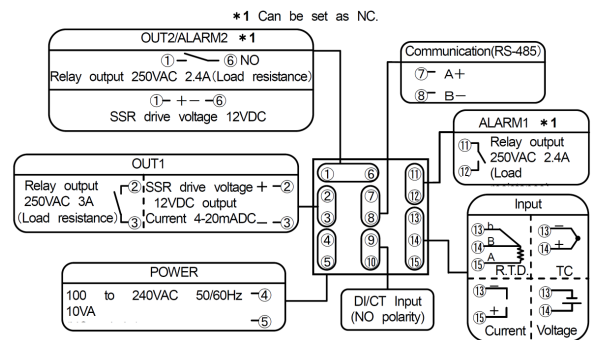 *1 Can be set as NC.
OUT2/ALARM2 *1
① ⑥ NO
Relay output 250VAC 2.4A(Load resistance)
① + − ⑥
SSR drive voltage 12VDC
Communication(RS-485)
⑦ A+
⑧ B−
ALARM1 *1
⑪ Relay output
250VAC 2.4A
⑫ (Load
OUT1
Relay output ②
250VAC 3A
(Load resistance) ③
SSR drive voltage + ②
12VDC output
Current 4-20mADC − ③
① ⑥ ⑪
② ⑦ ⑫
③ ⑧ ⑬
④ ⑨ ⑭
⑤ ⑩ ⑮
POWER
100 to 240VAC 50/60Hz ④
10VA
⑤
DI/CT Input
(NO polarity)
Input
⑬ b
⑭ B
⑮ A
R.T.D.
⑬ −
⑭ +
TC
⑬ −
⑮ +
Current
⑬
⑭
Voltage